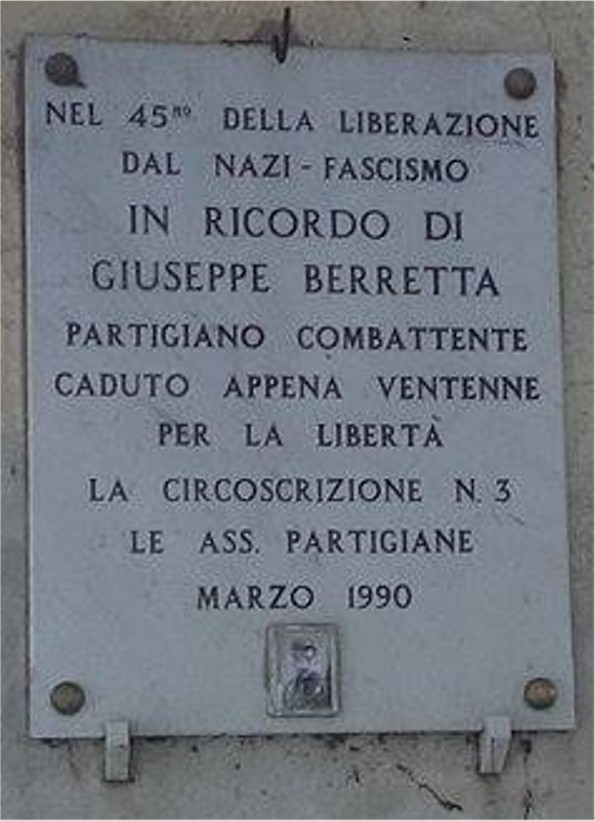 NEL 45ᵐᵒ DELLA LIBERAZIONE
DAL NAZI-FASCISMO
IN RICORDO DI
GIUSEPPE BERRETTA
PARTIGIANO COMBATTENTE
CADUTO APPENA VENTENNE
PER LA LIBERTÀ
LA CIRCOSCRIZIONE N. 3
LE ASS. PARTIGIANE
MARZO 1990